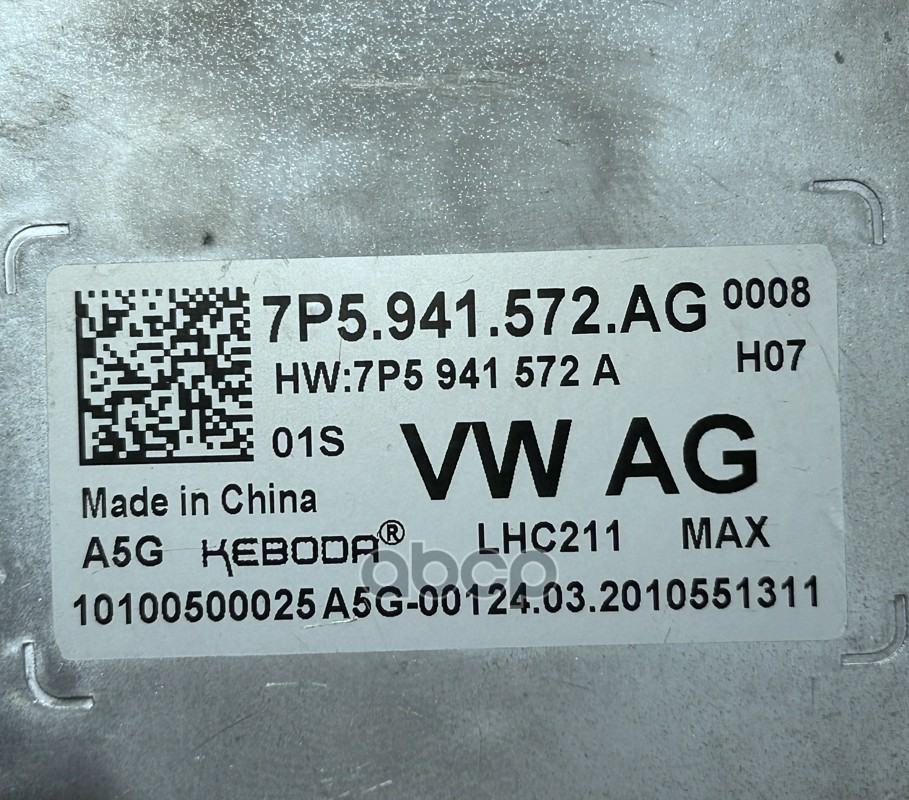 7P5.941.572.AG 0008
HW:7P5 941 572 A H07
01S VW AG
Made in China
A5G KEBODA® LHC211 MAX
abcp
10100500025 A5G-00124.03.2010551311